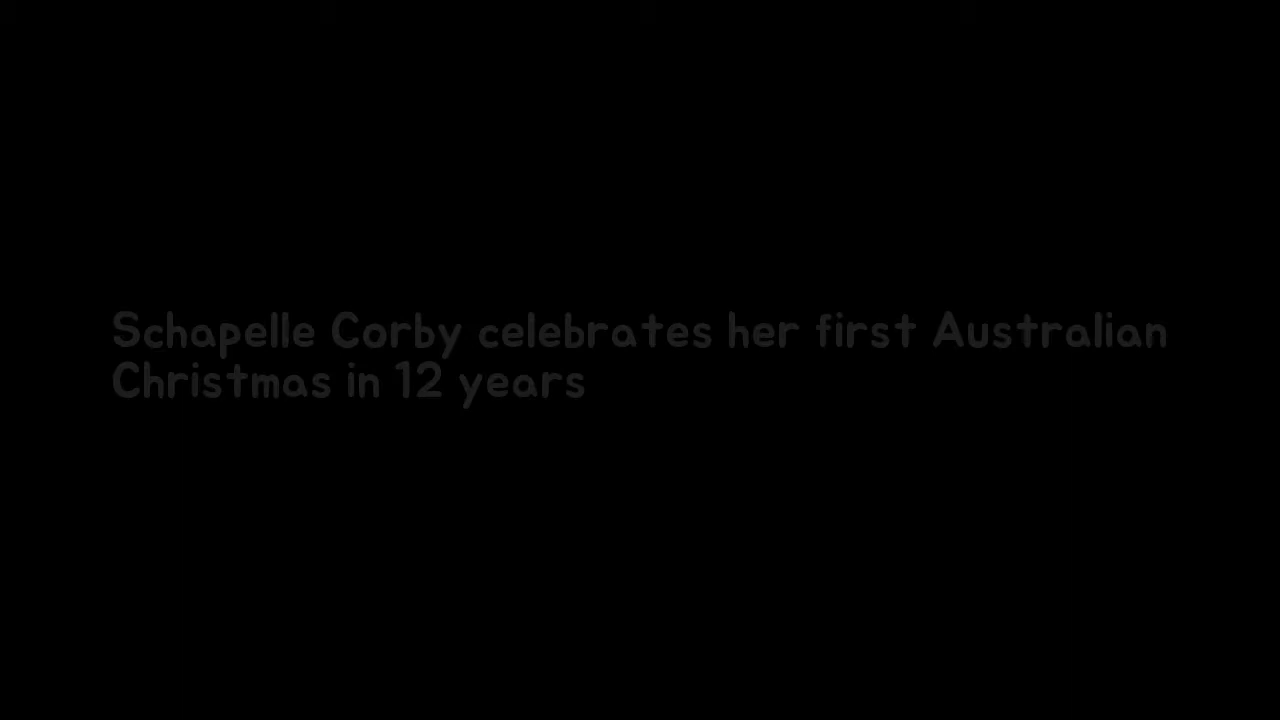 Schapelle Corby celebrates her first Australian
Christmas in 12 years